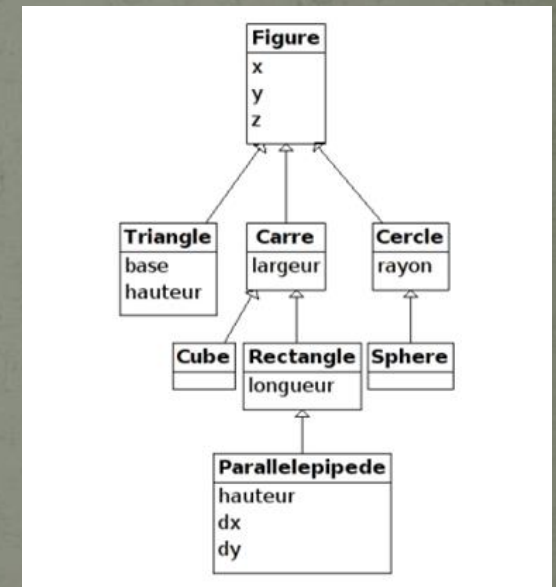 Figure
x
y
z
Triangle
base
hauteur
Carre
largeur
Cercle
rayon
Cube
Rectangle
longueur
Sphere
Parallelepipede
hauteur
dx
dy